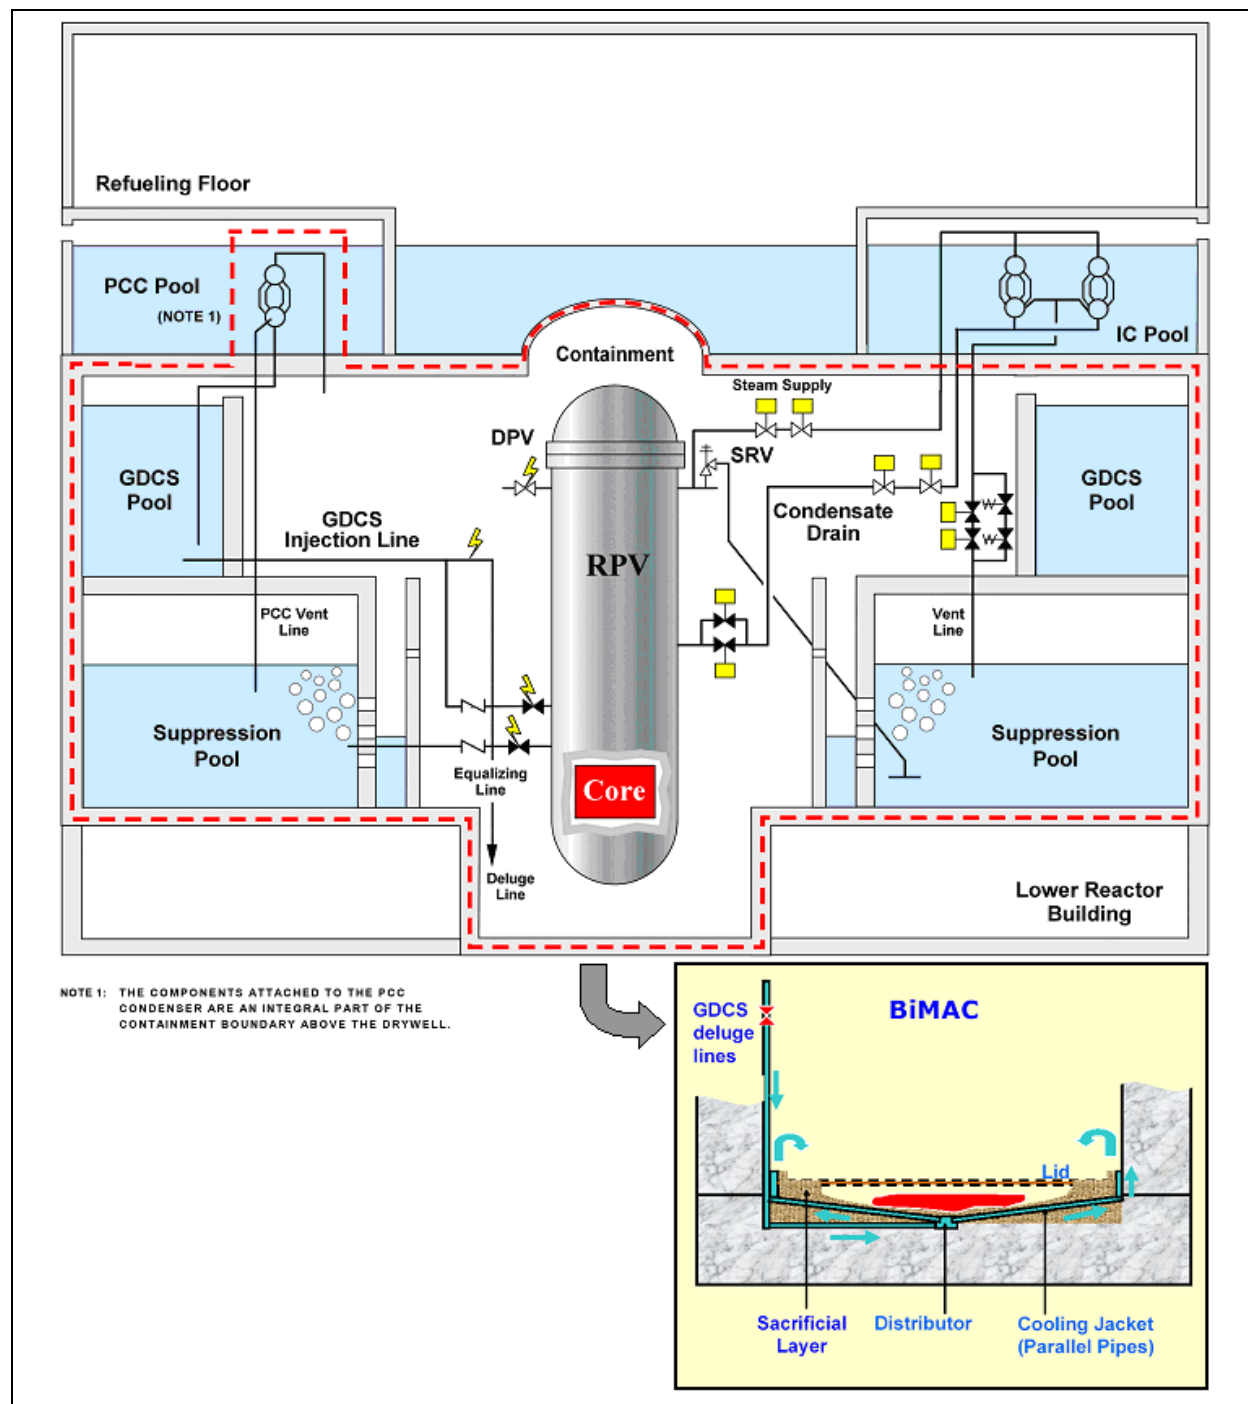 Refueling Floor
PCC Pool
(NOTE 1)
IC Pool
Containment
Steam Supply
DPV
SRV
GDCS
Pool
GDCS
Injection Line
RPV
Condensate
Drain
GDCS
Pool
PCC Vent
Line
Vent
Line
Suppression
Pool
Equalizing
Line
Core
Suppression
Pool
Deluge
Line
Lower Reactor
Building
NOTE 1: THE COMPONENTS ATTACHED TO THE PCC
CONDENSER ARE AN INTEGRAL PART OF THE
CONTAINMENT BOUNDARY ABOVE THE DRYWELL.
BiMAC
GDCS
deluge
lines
Lid
Sacrificial
Layer
Distributor
Cooling Jacket
(Parallel Pipes)